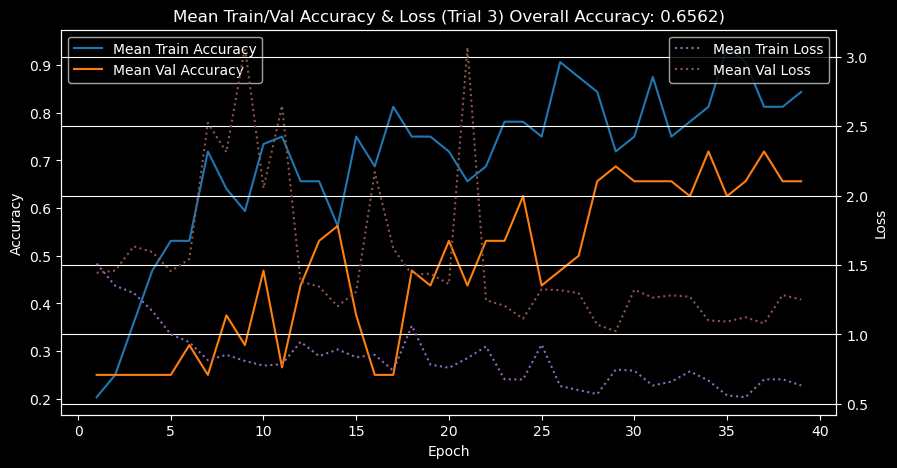 Mean Train/Val Accuracy & Loss (Trial 3) Overall Accuracy: 0.6562)
Mean Train Accuracy
Mean Val Accuracy
Mean Train Loss
Mean Val Loss
Accuracy
0.9
0.8
0.7
0.6
0.5
0.4
0.3
0.2
3.0
2.5
2.0
1.5
1.0
0.5
Loss
0 5 10 15 20 25 30 35 40
Epoch